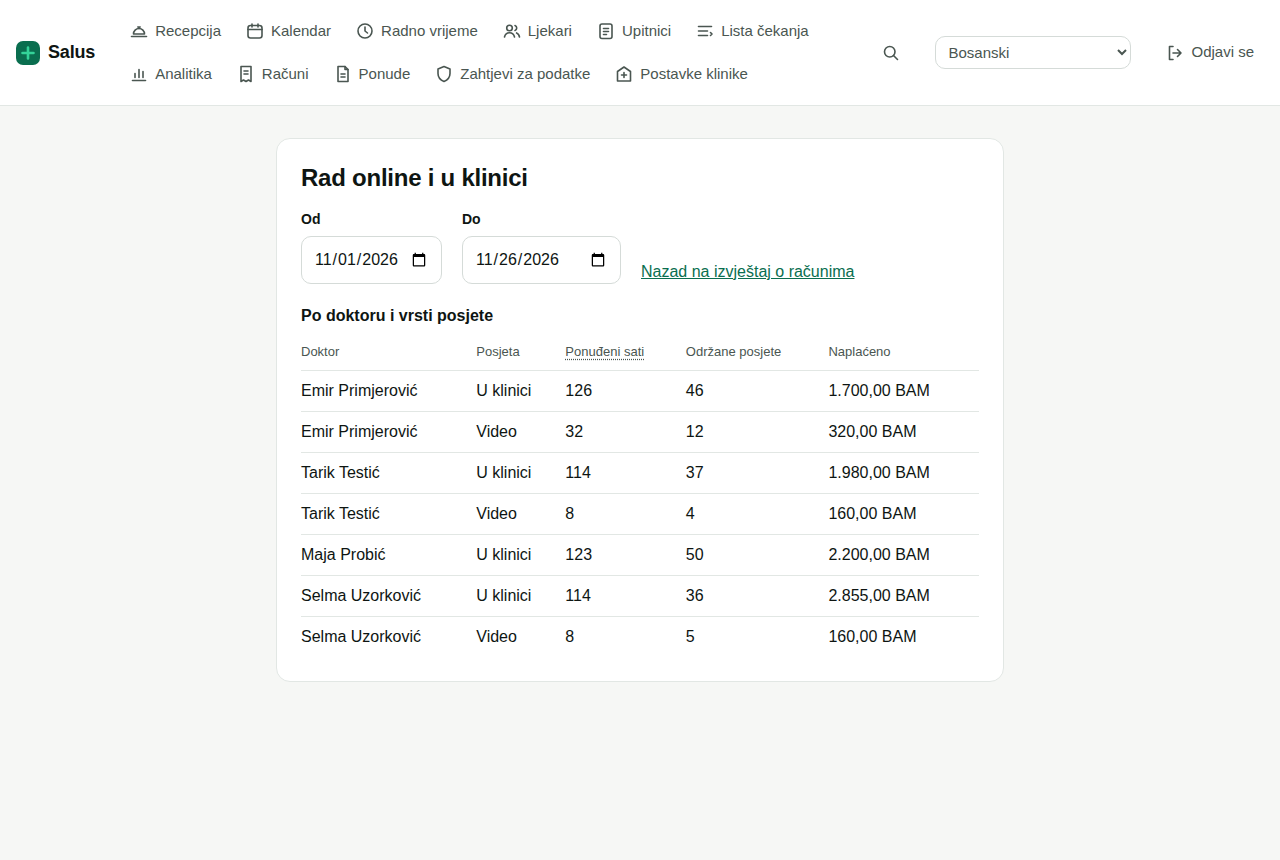 Salus
Recepcija Kalendar Radno vrijeme Ljekari Upitnici Lista čekanja
Analitika Računi Ponude Zahtjevi za podatke Postavke klinike
Bosanski
Odjavi se
Rad online i u klinici
Od Do
11/01/2026 11/26/2026 Nazad na izvještaj o računima
Po doktoru i vrsti posjete
Doktor Posjeta Ponuđeni sati Održane posjete Naplaćeno
Emir Primjerović U klinici 126 46 1.700,00 BAM
Emir Primjerović Video 32 12 320,00 BAM
Tarik Testić U klinici 114 37 1.980,00 BAM
Tarik Testić Video 8 4 160,00 BAM
Maja Probić U klinici 123 50 2.200,00 BAM
Selma Uzorković U klinici 114 36 2.855,00 BAM
Selma Uzorković Video 8 5 160,00 BAM